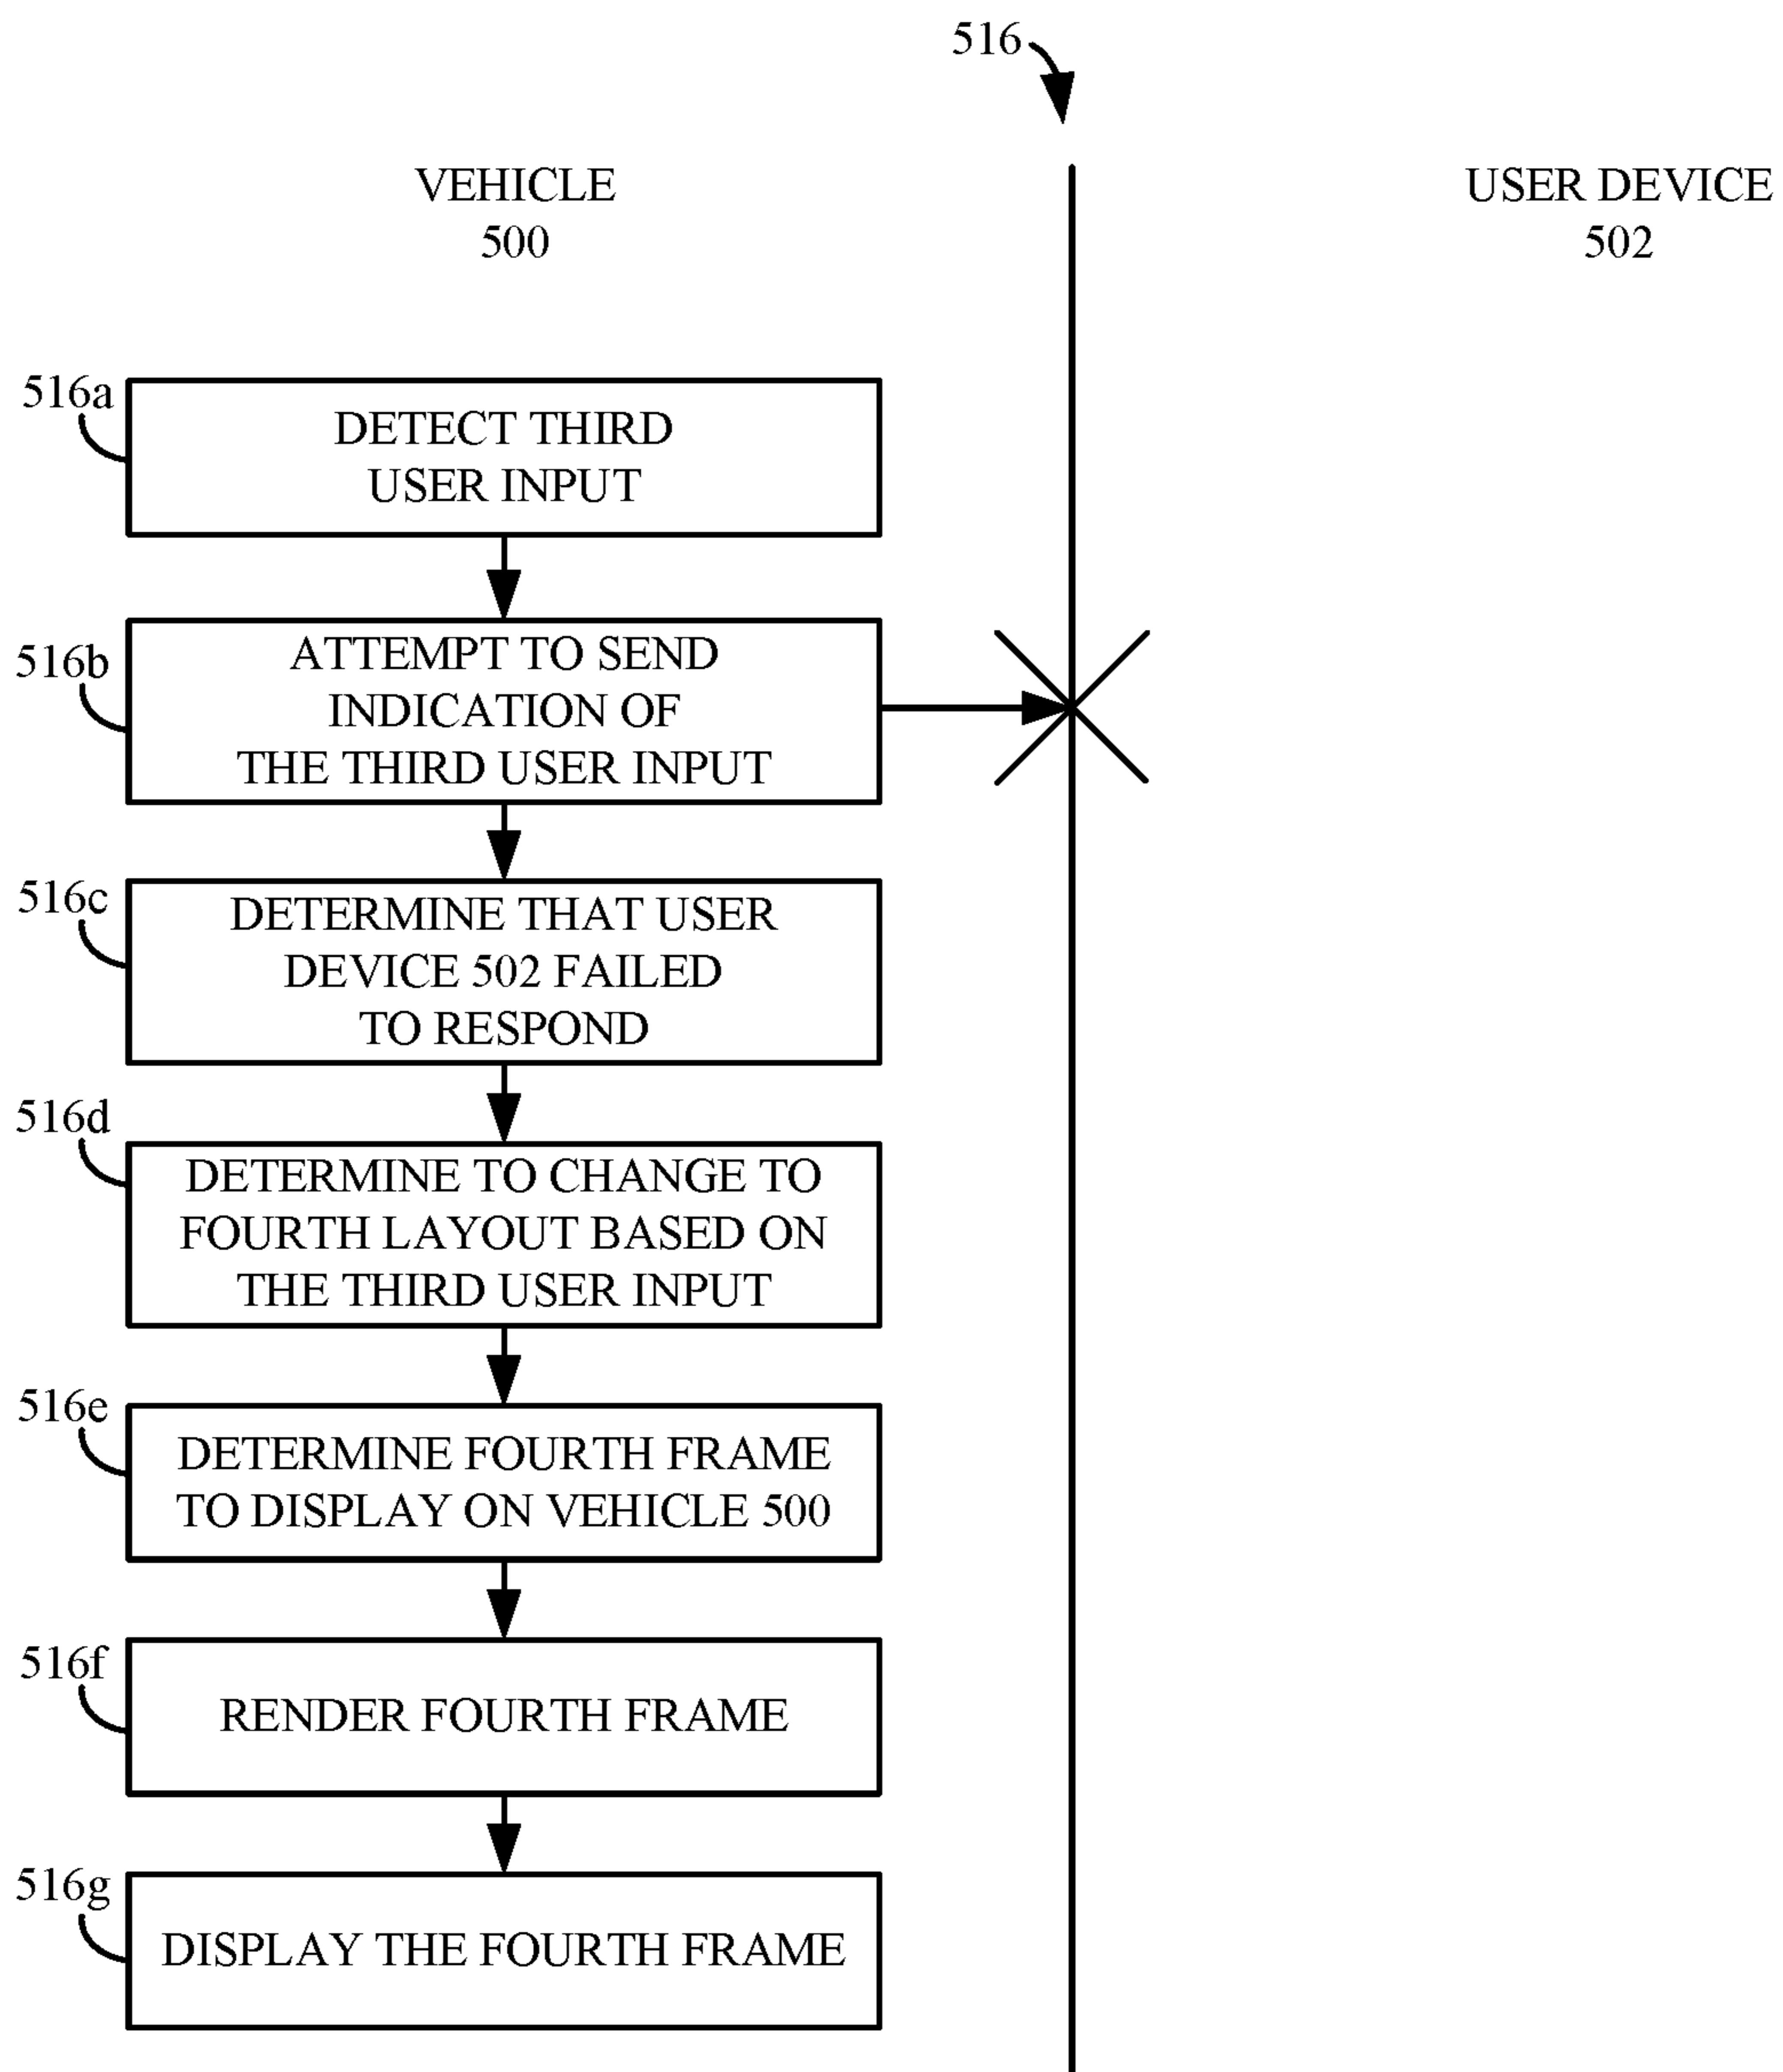 516
VEHICLE
500
USER DEVICE
502
516a
DETECT THIRD
USER INPUT
516b
ATTEMPT TO SEND
INDICATION OF
THE THIRD USER INPUT
516c
DETERMINE THAT USER
DEVICE 502 FAILED
TO RESPOND
516d
DETERMINE TO CHANGE TO
FOURTH LAYOUT BASED ON
THE THIRD USER INPUT
516e
DETERMINE FOURTH FRAME
TO DISPLAY ON VEHICLE 500
516f
RENDER FOURTH FRAME
516g
DISPLAY THE FOURTH FRAME